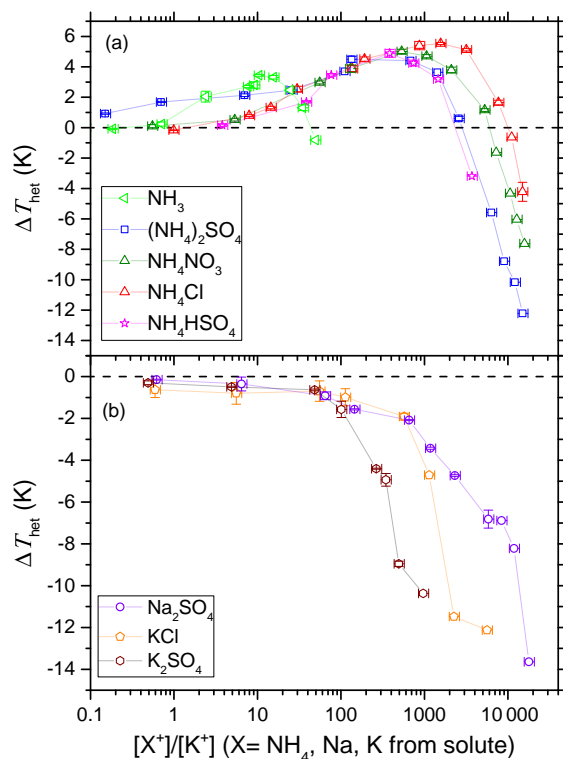 (a)
6
4
2
0
-2
-4
-6
-8
-10
-12
-14
ΔT_het (K)
NH₃
(NH₄)₂SO₄
NH₄NO₃
NH₄Cl
NH₄HSO₄
(b)
0
-2
-4
-6
-8
-10
-12
-14
ΔT_het (K)
Na₂SO₄
KCl
K₂SO₄
0.1 1 10 100 1000 10 000
[X⁺]/[K⁺] (X= NH₄, Na, K from solute)